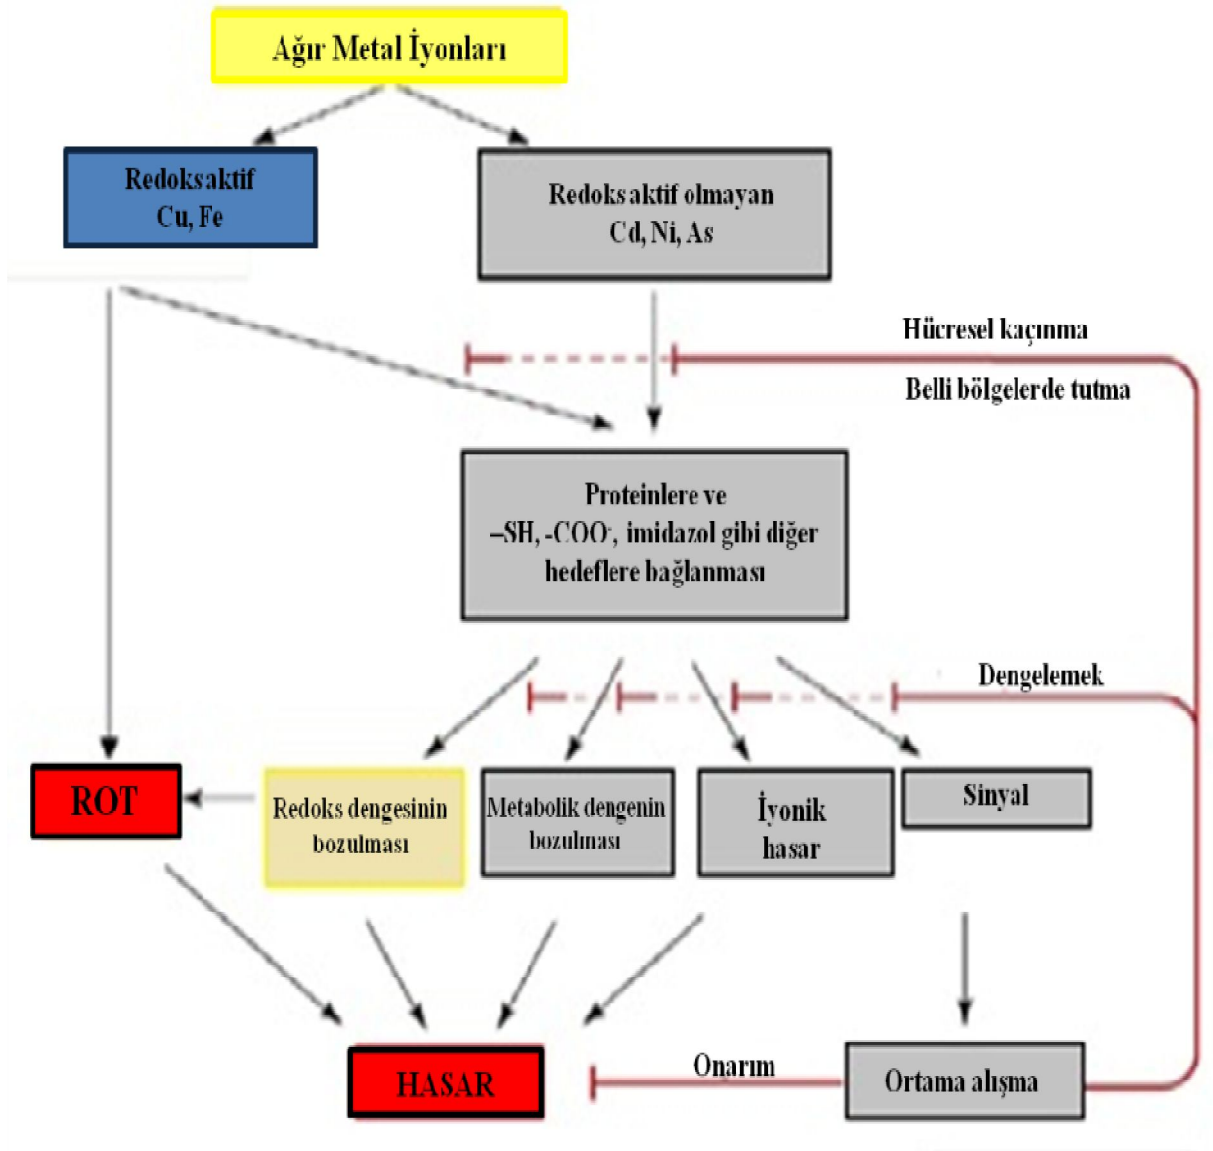 Ağır Metal İyonları
Redoks aktif
Cu, Fe
Redoks aktif olmayan
Cd, Ni, As
Hücresel kaçınma
Belli bölgelerde tutma
Proteinlere ve
–SH, -COO⁻, imidazol gibi diğer
hedeflere bağlanması
Dengelemek
ROT
Redoks dengesinin
bozulması
Metabolik dengenin
bozulması
İyonik
hasar
Sinyal
HASAR
Onarım
Ortama alışma